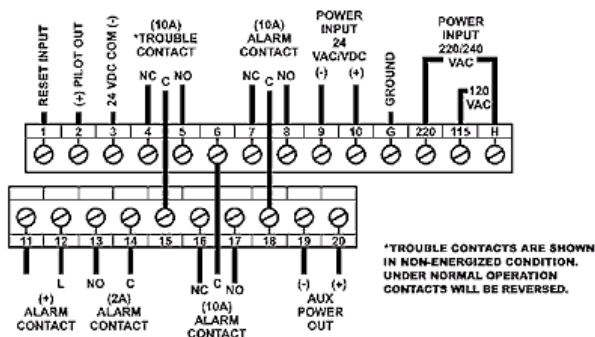 RESET INPUT
(+) PILOT OUT
24 VDC COM (-)
(10A)
*TROUBLE
CONTACT
NC C NO
(10A)
ALARM
CONTACT
NC C NO
POWER
INPUT
24
VAC/VDC
(-) (+)
GROUND
POWER
INPUT
220/240
VAC
120
VAC
1 2 3 4 5 6 7 8 9 10 G 220 115 H
11 12 13 14 15 16 17 18 19 20
L NO C
(+)
ALARM
CONTACT
(2A)
ALARM
CONTACT
NC C NO
(10A)
ALARM
CONTACT
(-) (+)
AUX
POWER
OUT
*TROUBLE CONTACTS ARE SHOWN
IN NON-ENERGIZED CONDITION.
UNDER NORMAL OPERATION
CONTACTS WILL BE REVERSED.